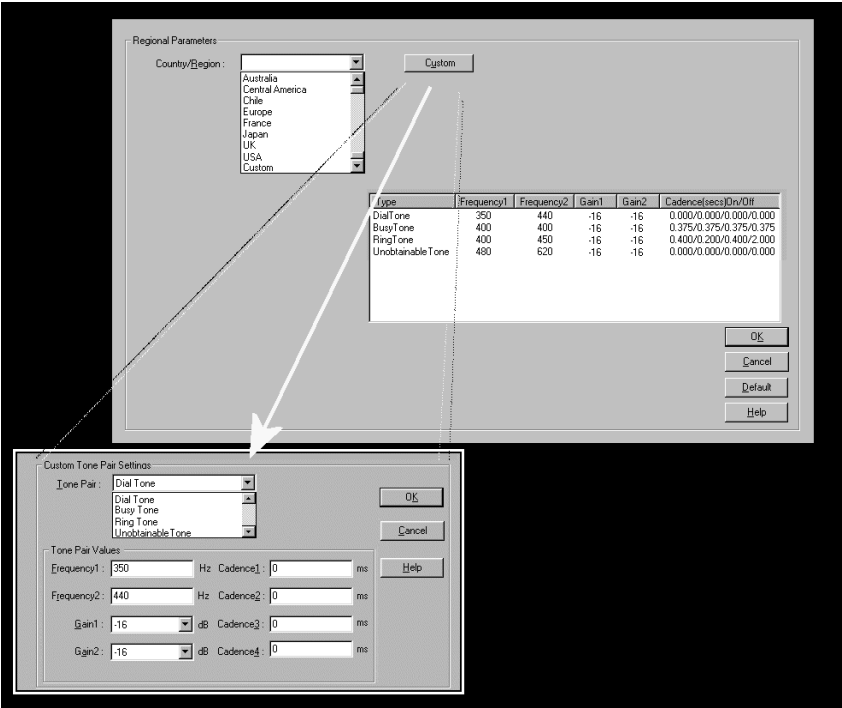 Regional Parameters
Country/Region : Custom
Australia
Central America
Chile
Europe
France
Japan
UK
USA
Custom
Type Frequency1 Frequency2 Gain1 Gain2 Cadence(secs)On/Off
DialTone 350 440 -16 -16 0.000/0.000/0.000/0.000
BusyTone 400 400 -16 -16 0.375/0.375/0.375/0.375
RingTone 400 450 -16 -16 0.400/0.200/0.400/2.000
UnobtainableTone 480 620 -16 -16 0.000/0.000/0.000/0.000
OK
Cancel
Default
Help
Custom Tone Pair Settings
Tone Pair : Dial Tone
Dial Tone
Busy Tone
Ring Tone
UnobtainableTone
OK
Cancel
Help
Tone Pair Values
Frequency1 : 350 Hz Cadence1 : 0 ms
Frequency2 : 440 Hz Cadence2 : 0 ms
Gain1 : -16 dB Cadence3 : 0 ms
Gain2 : -16 dB Cadence4 : 0 ms